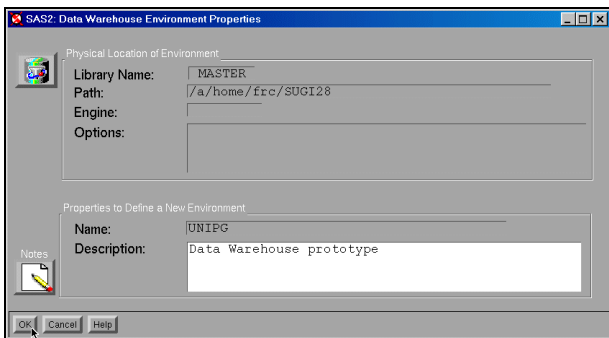 SAS2: Data Warehouse Environment Properties
Physical Location of Environment
Library Name: MASTER
Path: /a/home/frc/SUGI28
Engine:
Options:
Properties to Define a New Environment
Name: UNIPG
Notes
Description: Data Warehouse prototype
OK Cancel Help